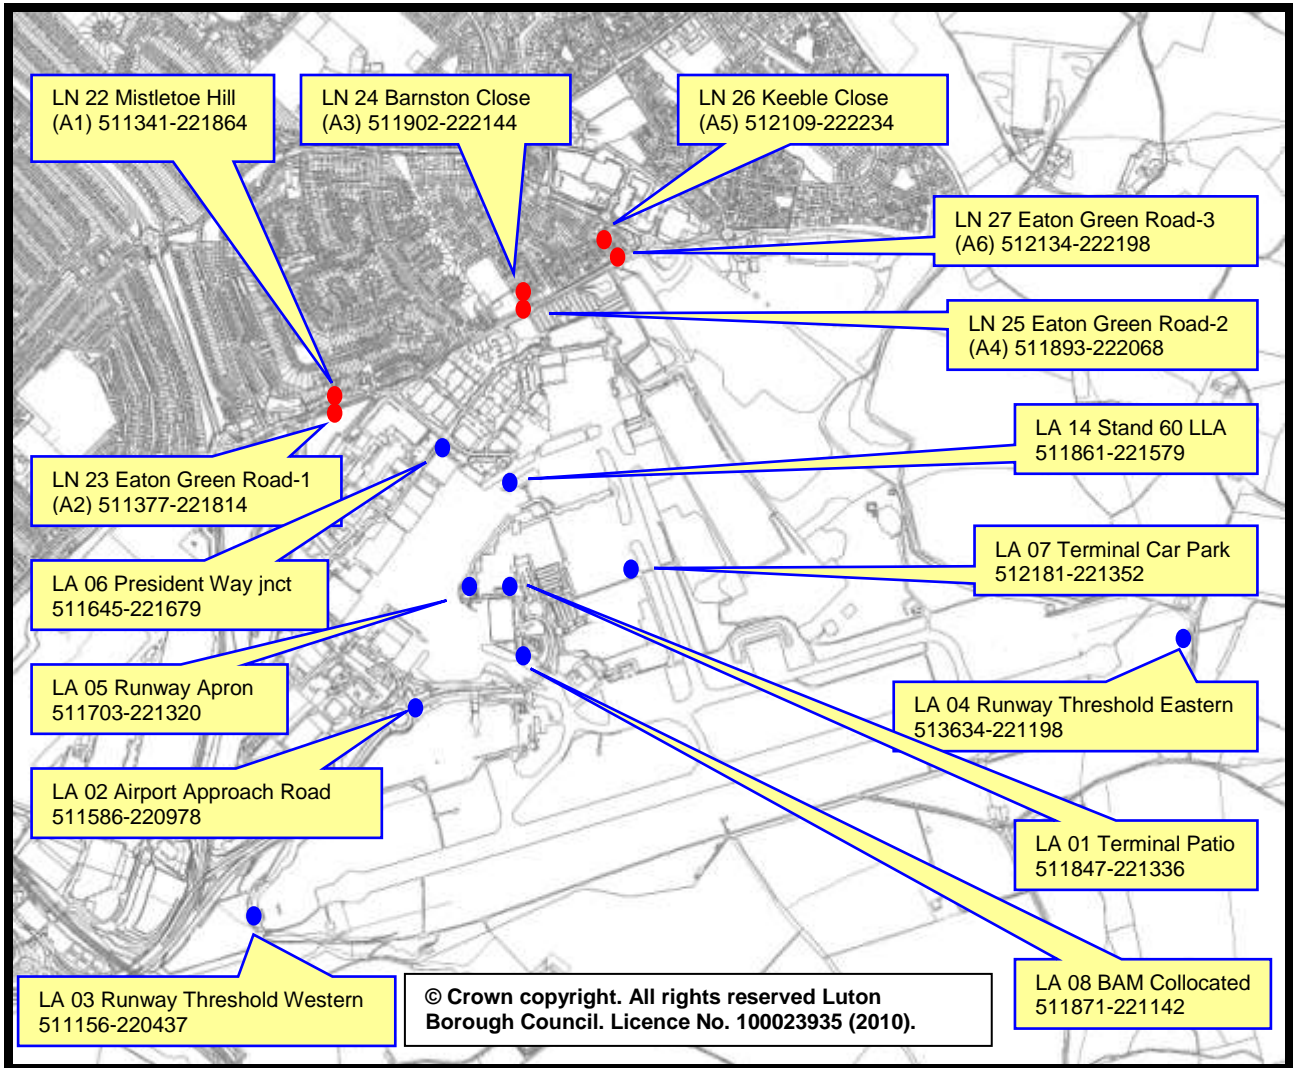 LN 22 Mistletoe Hill
(A1) 511341-221864
LN 24 Barnston Close
(A3) 511902-222144
LN 26 Keeble Close
(A5) 512109-222234
LN 27 Eaton Green Road-3
(A6) 512134-222198
LN 25 Eaton Green Road-2
(A4) 511893-222068
LA 14 Stand 60 LLA
511861-221579
LN 23 Eaton Green Road-1
(A2) 511377-221814
LA 07 Terminal Car Park
512181-221352
LA 06 President Way jnct
511645-221679
LA 05 Runway Apron
511703-221320
LA 04 Runway Threshold Eastern
513634-221198
LA 02 Airport Approach Road
511586-220978
LA 01 Terminal Patio
511847-221336
LA 08 BAM Collocated
511871-221142
LA 03 Runway Threshold Western
511156-220437
© Crown copyright. All rights reserved Luton
Borough Council. Licence No. 100023935 (2010).